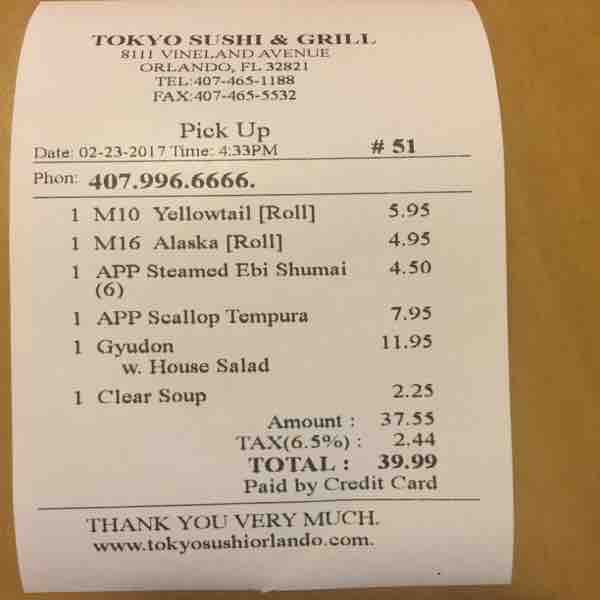 TOKYO SUSHI & GRILL
8111 VINELAND AVENUE
ORLANDO, FL 32821
TEL:407-465-1188
FAX:407-465-5532
Pick Up
Date: 02-23-2017 Time: 4:33PM # 51
Phon: 407.996.6666.
1 M10 Yellowtail [Roll] 5.95
1 M16 Alaska [Roll] 4.95
1 APP Steamed Ebi Shumai 4.50
(6)
1 APP Scallop Tempura 7.95
1 Gyudon 11.95
w. House Salad
1 Clear Soup 2.25
Amount : 37.55
TAX(6.5%) : 2.44
TOTAL : 39.99
Paid by Credit Card
THANK YOU VERY MUCH.
www.tokyosushiorlando.com.